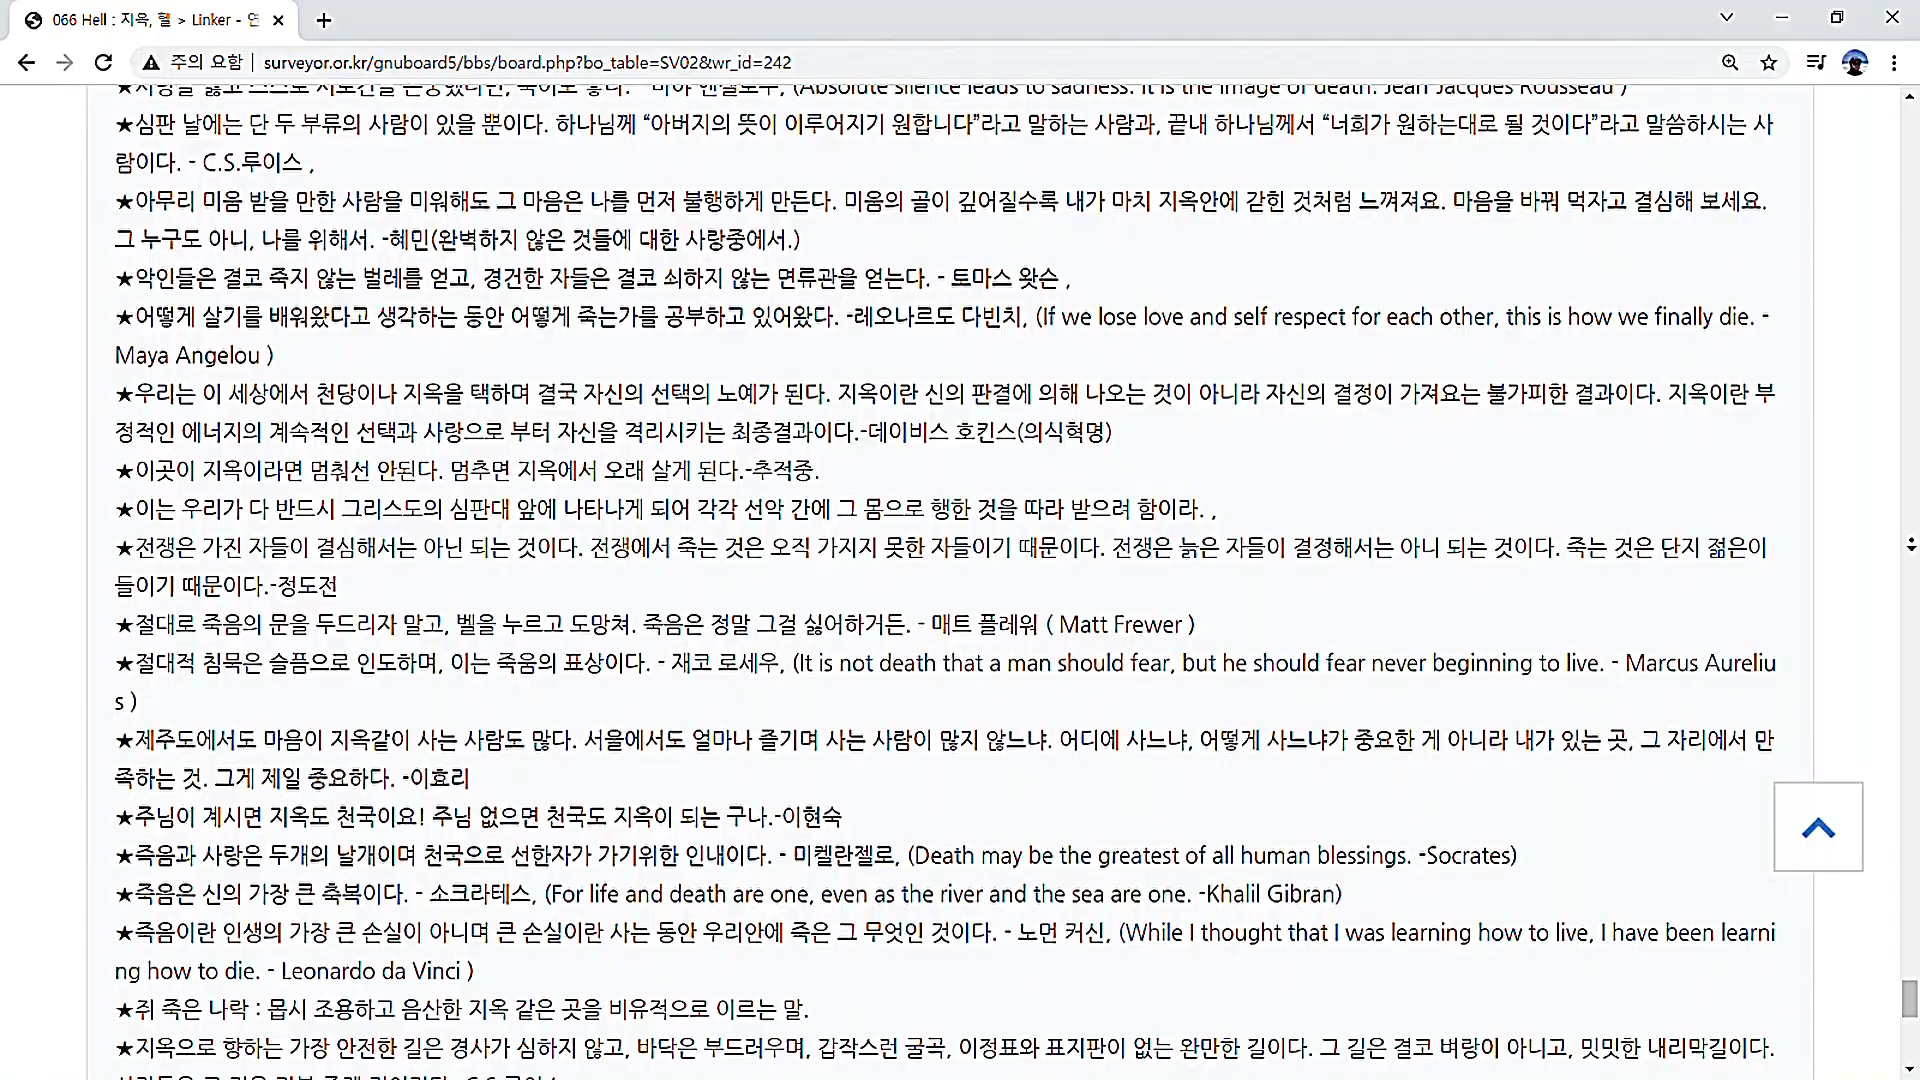 066 Hell : 지옥, 헬 > Linker - 연
주의 요함 | surveyor.or.kr/gnuboard5/bbs/board.php?bo_table=SV02&wr_id=242
(Absolute silence leads to sadness. It is the image of death. Jean Jacques Rousseau )
★심판 날에는 단 두 부류의 사람이 있을 뿐이다. 하나님께 “아버지의 뜻이 이루어지기 원합니다”라고 말하는 사람과, 끝내 하나님께서 “너희가 원하는대로 될 것이다”라고 말씀하시는 사
람이다. - C.S.루이스 ,
★아무리 미움 받을 만한 사람을 미워해도 그 마음은 나를 먼저 불행하게 만든다. 미움의 골이 깊어질수록 내가 마치 지옥안에 갇힌 것처럼 느껴져요. 마음을 바꿔 먹자고 결심해 보세요.
그 누구도 아니, 나를 위해서. -혜민(완벽하지 않은 것들에 대한 사랑중에서.)
★악인들은 결코 죽지 않는 벌레를 얻고, 경건한 자들은 결코 쇠하지 않는 면류관을 얻는다. - 토마스 왓슨 ,
★어떻게 살기를 배워왔다고 생각하는 동안 어떻게 죽는가를 공부하고 있어왔다. -레오나르도 다빈치, (If we lose love and self respect for each other, this is how we finally die. -
Maya Angelou )
★우리는 이 세상에서 천당이나 지옥을 택하며 결국 자신의 선택의 노예가 된다. 지옥이란 신의 판결에 의해 나오는 것이 아니라 자신의 결정이 가져요는 불가피한 결과이다. 지옥이란 부
정적인 에너지의 계속적인 선택과 사랑으로 부터 자신을 격리시키는 최종결과이다.-데이비스 호킨스(의식혁명)
★이곳이 지옥이라면 멈춰선 안된다. 멈추면 지옥에서 오래 살게 된다.-추적중.
★이는 우리가 다 반드시 그리스도의 심판대 앞에 나타나게 되어 각각 선악 간에 그 몸으로 행한 것을 따라 받으려 함이라. ,
★전쟁은 가진 자들이 결심해서는 아닌 되는 것이다. 전쟁에서 죽는 것은 오직 가지지 못한 자들이기 때문이다. 전쟁은 늙은 자들이 결정해서는 아니 되는 것이다. 죽는 것은 단지 젊은이
들이기 때문이다.-정도전
★절대로 죽음의 문을 두드리자 말고, 벨을 누르고 도망쳐. 죽음은 정말 그걸 싫어하거든. - 매트 플레워 ( Matt Frewer )
★절대적 침묵은 슬픔으로 인도하며, 이는 죽움의 표상이다. - 재코 로세우, (It is not death that a man should fear, but he should fear never beginning to live. - Marcus Aureliu
s )
★제주도에서도 마음이 지옥같이 사는 사람도 많다. 서울에서도 얼마나 즐기며 사는 사람이 많지 않느냐. 어디에 사느냐, 어떻게 사느냐가 중요한 게 아니라 내가 있는 곳, 그 자리에서 만
족하는 것. 그게 제일 중요하다. -이효리
★주님이 계시면 지옥도 천국이요! 주님 없으면 천국도 지옥이 되는 구나.-이현숙
★죽음과 사랑은 두개의 날개이며 천국으로 선한자가 가기위한 인내이다. - 미켈란젤로, (Death may be the greatest of all human blessings. -Socrates)
★죽음은 신의 가장 큰 축복이다. - 소크라테스, (For life and death are one, even as the river and the sea are one. -Khalil Gibran)
★죽음이란 인생의 가장 큰 손실이 아니며 큰 손실이란 사는 동안 우리안에 죽은 그 무엇인 것이다. - 노먼 커신, (While I thought that I was learning how to live, I have been learni
ng how to die. - Leonardo da Vinci )
★쥐 죽은 나락 : 몹시 조용하고 음산한 지옥 같은 곳을 비유적으로 이르는 말.
★지옥으로 향하는 가장 안전한 길은 경사가 심하지 않고, 바닥은 부드러우며, 갑작스런 굴곡, 이정표와 표지판이 없는 완만한 길이다. 그 길은 결코 벼랑이 아니고, 밋밋한 내리막길이다.